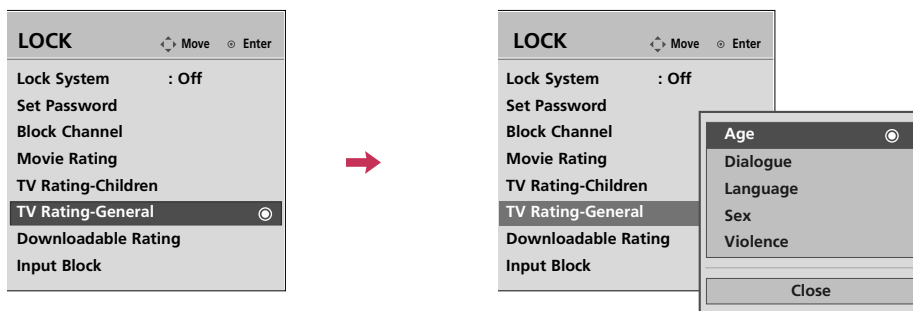 LOCK Move Enter
Lock System : Off
Set Password
Block Channel
Movie Rating
TV Rating-Children
TV Rating-General
Downloadable Rating
Input Block
LOCK Move Enter
Lock System : Off
Set Password
Block Channel
Movie Rating
TV Rating-Children
TV Rating-General
Downloadable Rating
Input Block
Age
Dialogue
Language
Sex
Violence
Close